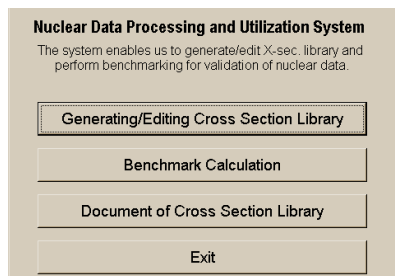 Nuclear Data Processing and Utilization System
The system enables us to generate/edit X-sec. library and
perform benchmarking for validation of nuclear data.
Generating/Editing Cross Section Library
Benchmark Calculation
Document of Cross Section Library
Exit